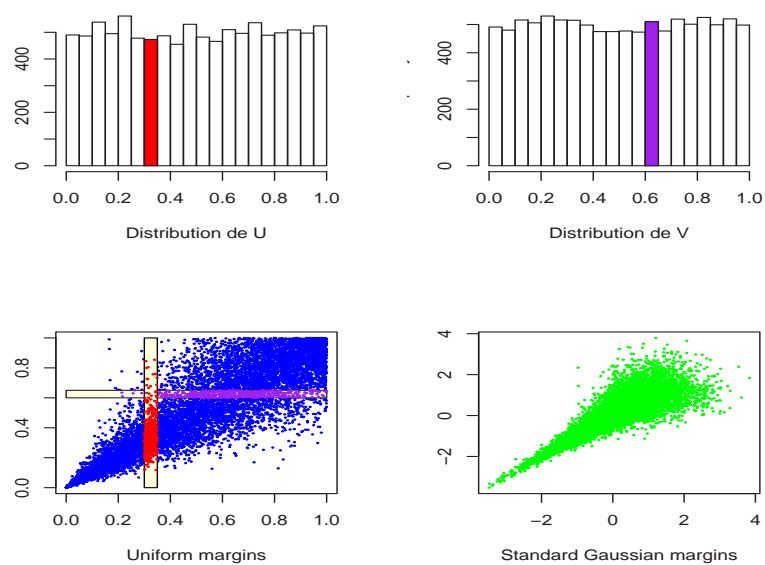 400
200
0
0.0 0.2 0.4 0.6 0.8 1.0
Distribution de U
400
200
0
0.0 0.2 0.4 0.6 0.8 1.0
Distribution de V
0.8
0.4
0.0
0.0 0.2 0.4 0.6 0.8 1.0
Uniform margins
4
2
0
−2
−2 0 2 4
Standard Gaussian margins